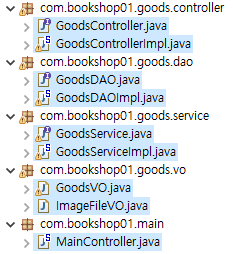 com.bookshop01.goods.controller
GoodsController.java
GoodsControllerImpl.java
com.bookshop01.goods.dao
GoodsDAO.java
GoodsDAOImpl.java
com.bookshop01.goods.service
GoodsService.java
GoodsServiceImpl.java
com.bookshop01.goods.vo
GoodsVO.java
ImageFileVO.java
com.bookshop01.main
MainController.java